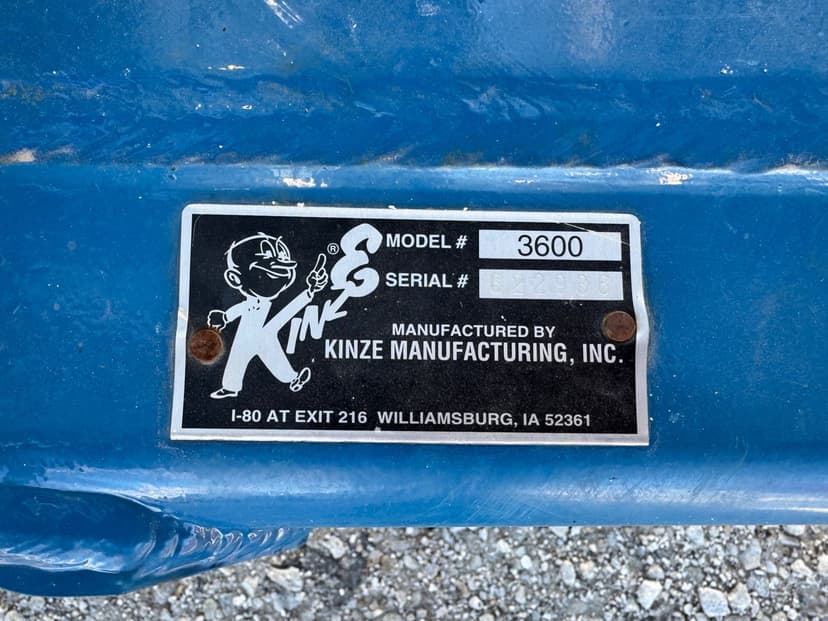 KINZE ®
MODEL # 3600
SERIAL #
MANUFACTURED BY
KINZE MANUFACTURING, INC.
I-80 AT EXIT 216 WILLIAMSBURG, IA 52361